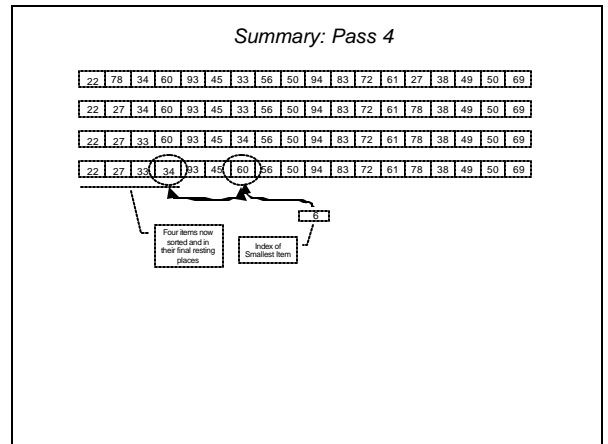 Summary: Pass 4
22 78 34 60 93 45 33 56 50 94 83 72 61 27 38 49 50 69
22 27 34 60 93 45 33 56 50 94 83 72 61 78 38 49 50 69
22 27 33 60 93 45 34 56 50 94 83 72 61 78 38 49 50 69
22 27 33 34 93 45 60 56 50 94 83 72 61 78 38 49 50 69
6
Four items now
sorted and in
their final resting
places
Index of
Smallest Item